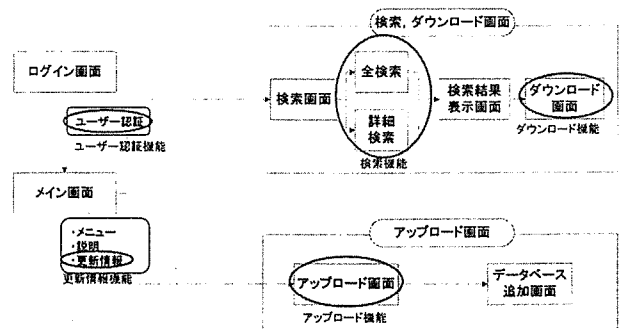 検索, ダウンロード画面
ログイン画面
ユーザー認証
ユーザー認証機能
検索画面
全検索
詳細
検索
検索機能
検索結果
表示画面
ダウンロード
画面
ダウンロード機能
メイン画面
・メニュー
・説明
・更新情報
更新情報機能
アップロード画面
アップロード画面
アップロード機能
データベース
追加画面